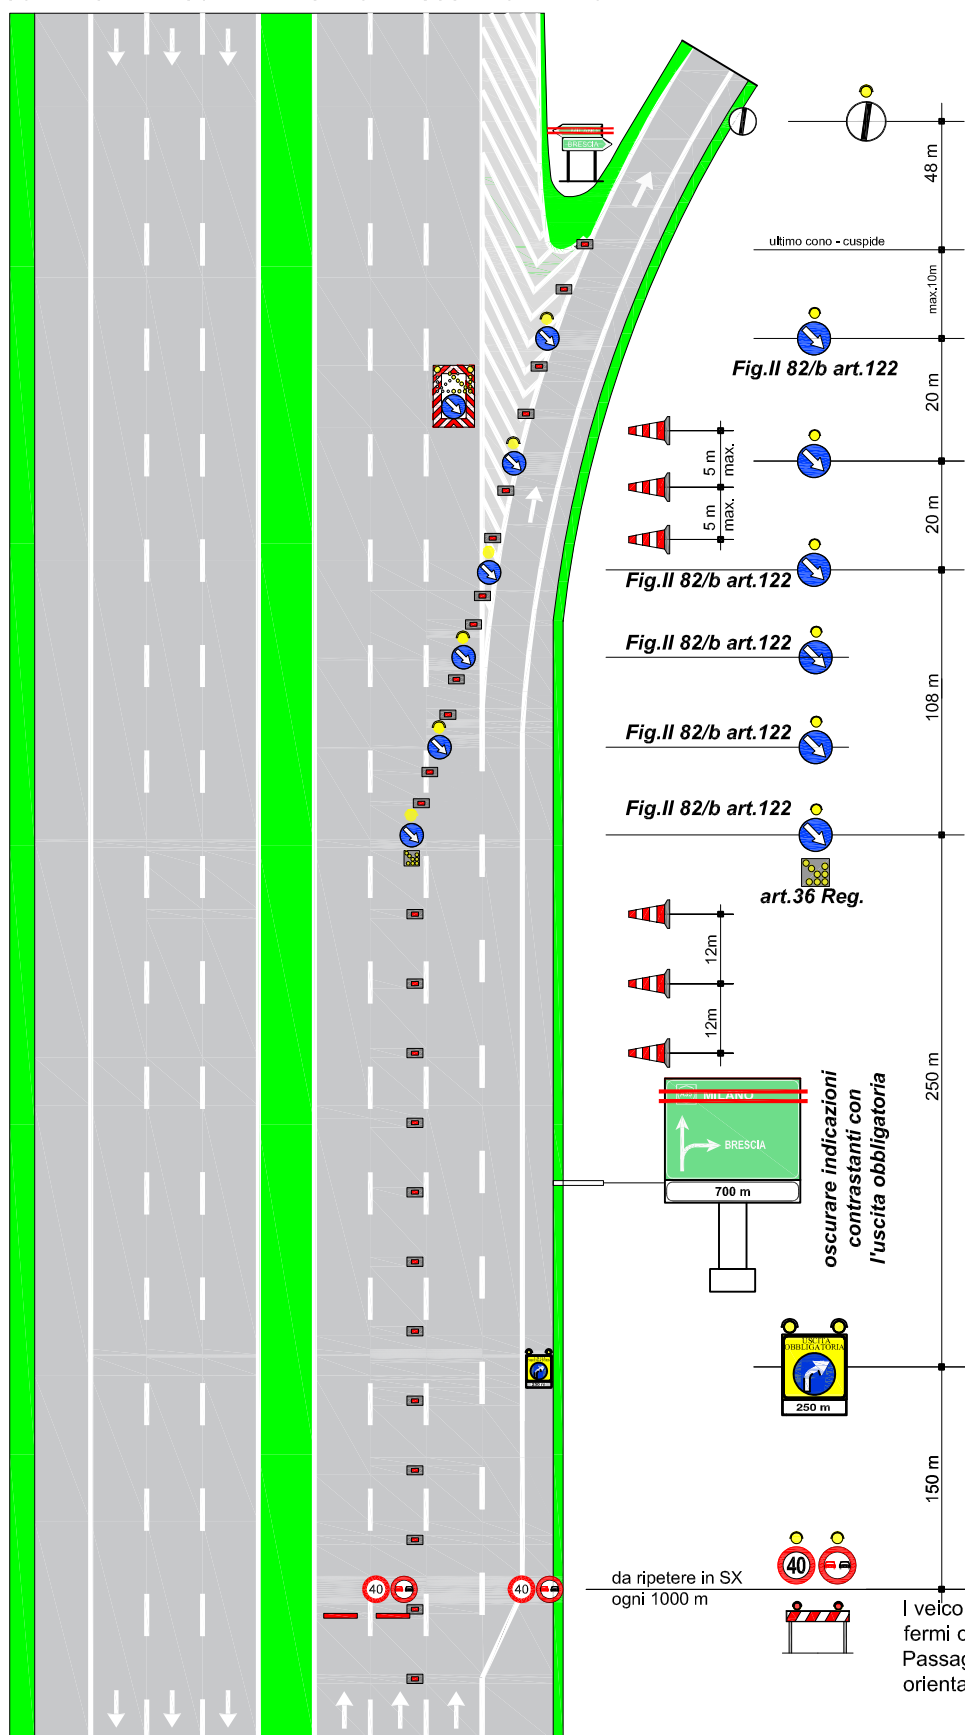 BRESCIA
48 m
ultimo cono - cuspide
max.10m
Fig.II 82/b art.122
20 m
5 m
max.
5 m
max.
20 m
Fig.II 82/b art.122
Fig.II 82/b art.122
108 m
Fig.II 82/b art.122
Fig.II 82/b art.122
art.36 Reg.
12m
12m
250 m
MILANO
BRESCIA
700 m
oscurare indicazioni
contrastanti con
l'uscita obbligatoria
USCITA
OBBLIGATORIA
250 m
150 m
40
40
40
da ripetere in SX
ogni 1000 m
I veico
fermi o
Passag
orienta